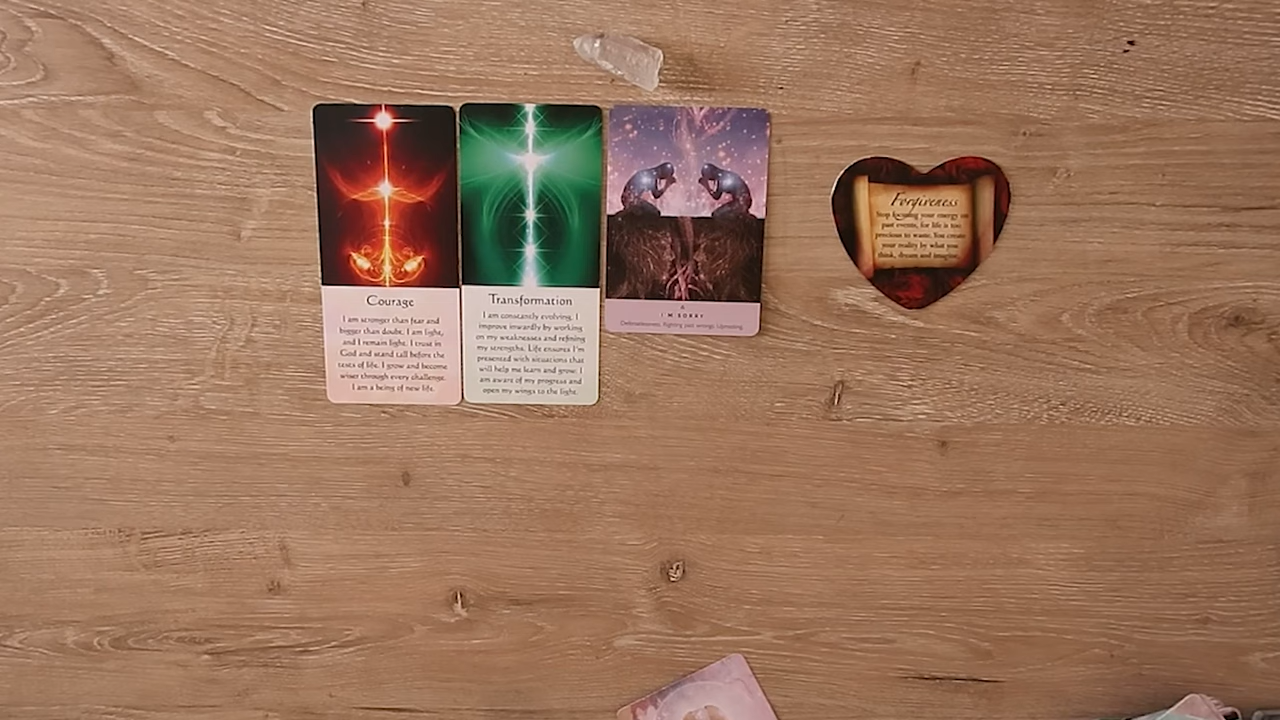 Courage
I am stronger than fear and
bigger than doubt. I am light,
and I remain light. I trust in
God and stand tall before the
tests of life. I grow and become
wiser through every challenge.
I am a being of new life.
Transformation
I am constantly evolving. I
improve inwardly by working
on my weaknesses and refining
my strengths. Life ensures I'm
presented with situations that
will help me learn and grow. I
am aware of my progress and
open my wings to the light.
I'M SORRY
Defenselessness. Righting past wrongs. Uprooting.
Forgiveness
Stop focusing your energy on
past events, for life is too
precious to waste. You create
your reality by what you
think, dream and imagine.